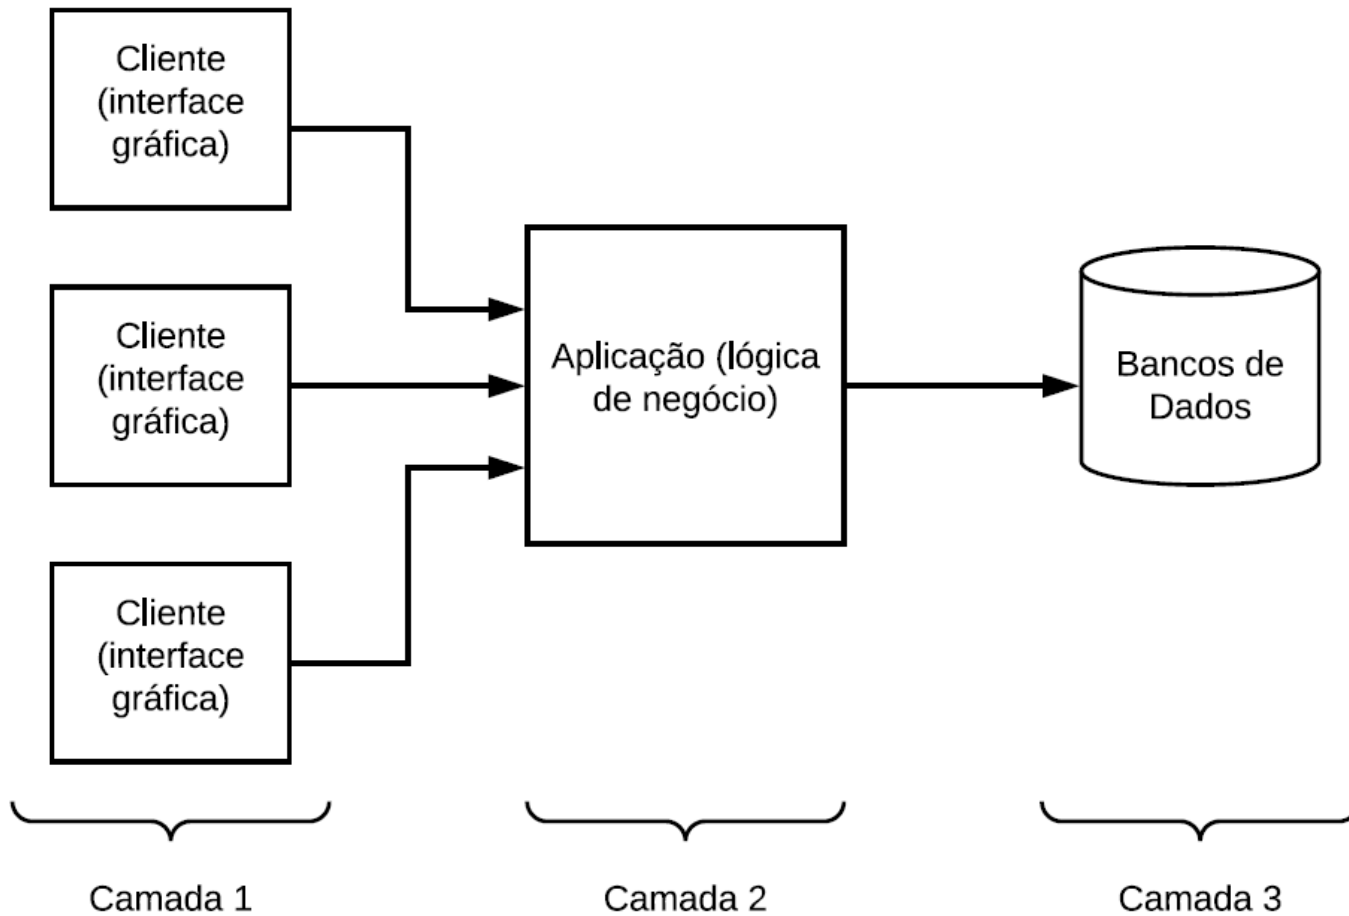 Cliente
(interface
gráfica)
Cliente
(interface
gráfica)
Cliente
(interface
gráfica)
Aplicação (lógica
de negócio)
Bancos de
Dados
Camada 1
Camada 2
Camada 3